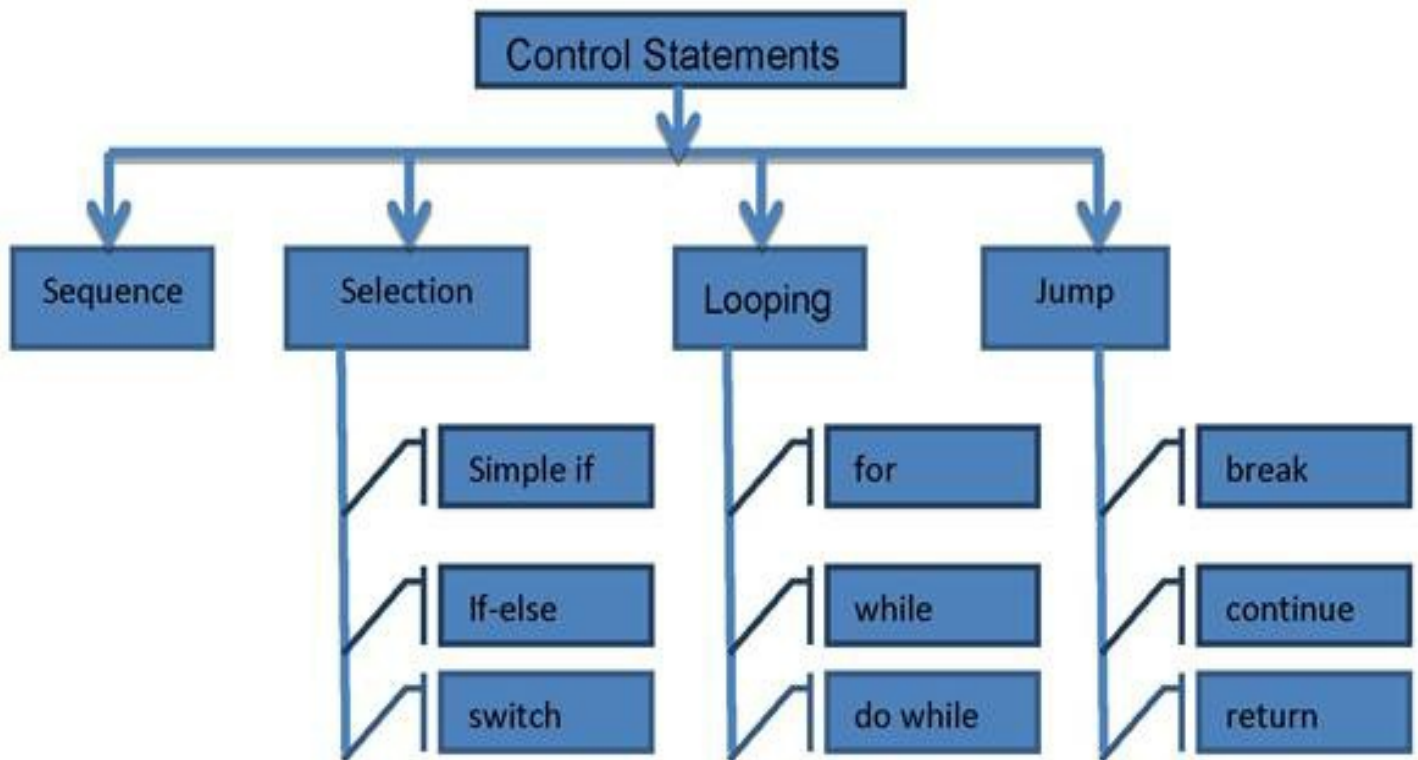 Control Statements
Sequence
Selection
Looping
Jump
Simple if
for
break
If-else
while
continue
switch
do while
return